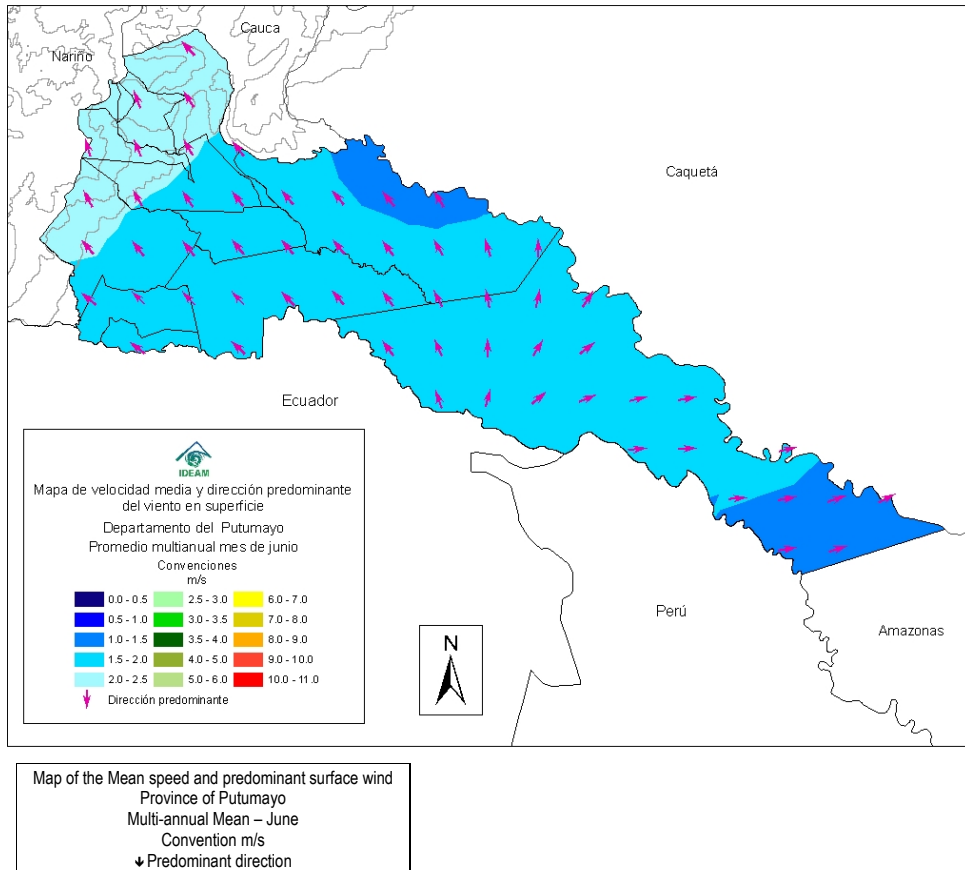 Cauca
Nariño
Caquetá
Ecuador
IDEAM
Mapa de velocidad media y dirección predominante
del viento en superficie
Departamento del Putumayo
Promedio multianual mes de junio
Convenciones
m/s
0.0 - 0.5 2.5 - 3.0 6.0 - 7.0
0.5 - 1.0 3.0 - 3.5 7.0 - 8.0
1.0 - 1.5 3.5 - 4.0 8.0 - 9.0
1.5 - 2.0 4.0 - 5.0 9.0 - 10.0
2.0 - 2.5 5.0 - 6.0 10.0 - 11.0
Dirección predominante
N
Perú
Amazonas
Map of the Mean speed and predominant surface wind
Province of Putumayo
Multi-annual Mean – June
Convention m/s
Predominant direction